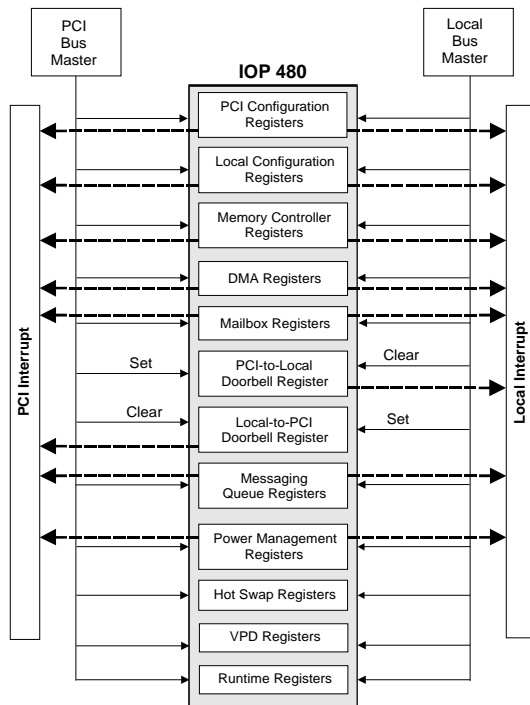 PCI
Bus
Master
Local
Bus
Master
IOP 480
PCI Configuration
Registers
Local Configuration
Registers
Memory Controller
Registers
DMA Registers
Mailbox Registers
Set
PCI-to-Local
Doorbell Register
Clear
Clear
Local-to-PCI
Doorbell Register
Set
Messaging
Queue Registers
Power Management
Registers
Hot Swap Registers
VPD Registers
Runtime Registers
PCI Interrupt
Local Interrupt